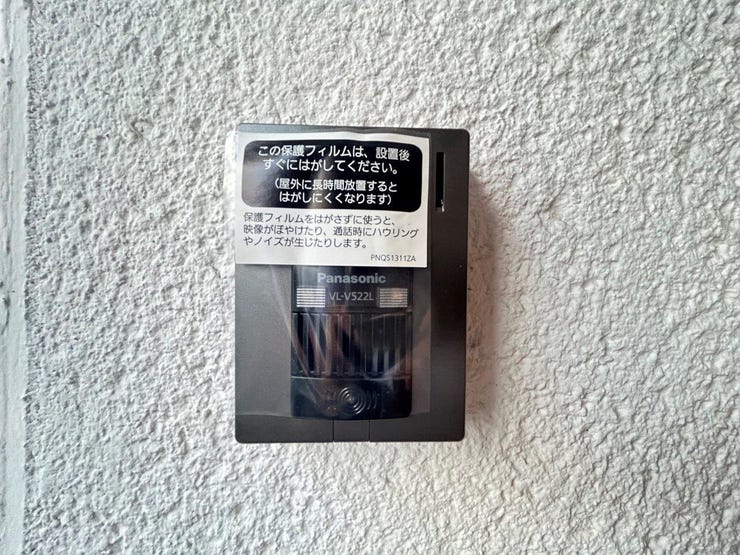 この保護フィルムは、設置後
すぐにはがしてください。
（屋外に長時間放置すると
はがしにくくなります）
保護フィルムをはがさずに使うと、
映像がぼやけたり、通話時にハウリング
やノイズが生じたりします。
PNQS1311ZA
Panasonic
VL-V522L